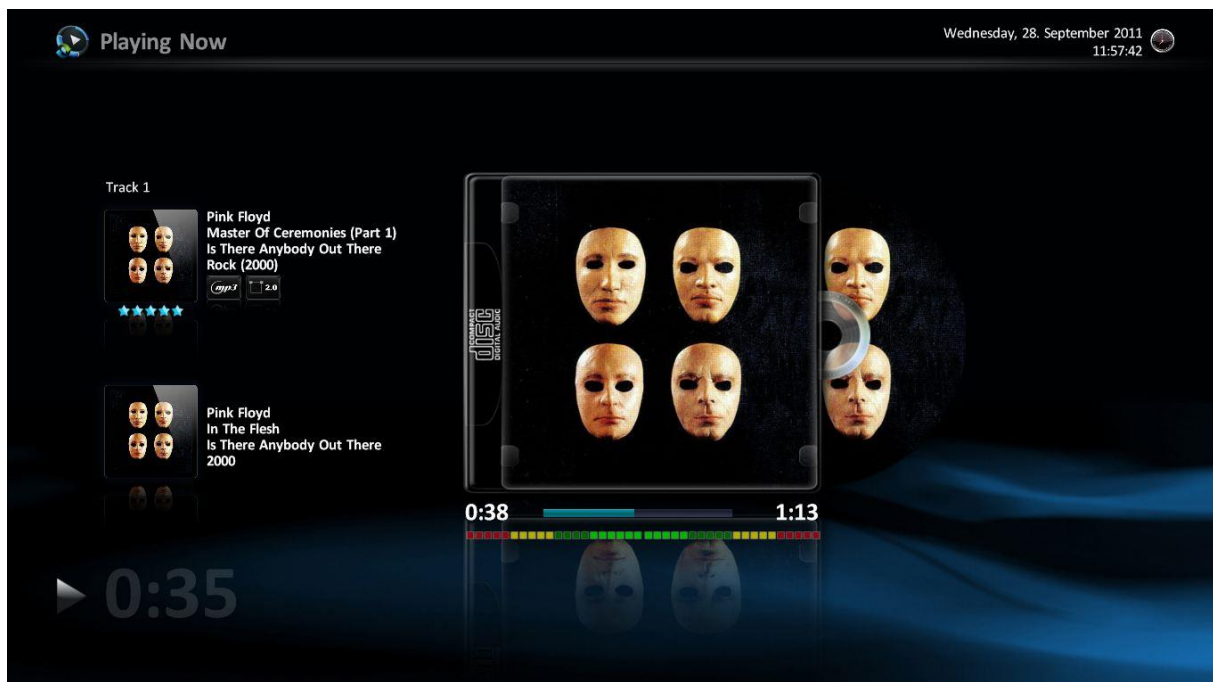 Playing Now
Wednesday, 28. September 2011
11:57:42
Track 1
Pink Floyd
Master Of Ceremonies (Part 1)
Is There Anybody Out There
Rock (2000)
mp3 2.0
COMPACT
disc
DIGITAL AUDIO
Pink Floyd
In The Flesh
Is There Anybody Out There
2000
0:38 1:13
0:35